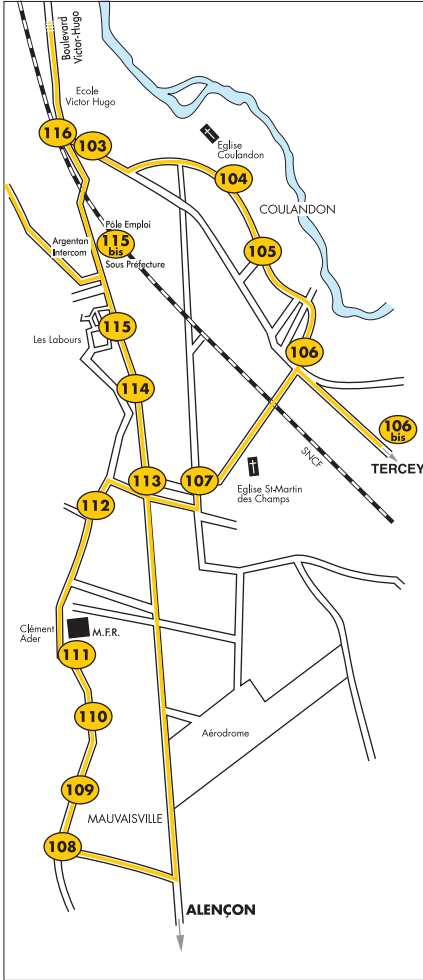 Boulevard
Victor-Hugo
Ecole
Victor Hugo
116
103
Eglise
Coulandon
104
COULANDON
Pôle Emploi
Argentan
Intercom
115
bis
Sous Préfecture
105
115
Les Labours
106
114
106
bis
TERCEY
SNCF
113
107
Eglise St-Martin
des Champs
112
Clément
Ader
M.F.R.
111
110
Aérodrome
109
MAUVAISVILLE
108
ALENÇON